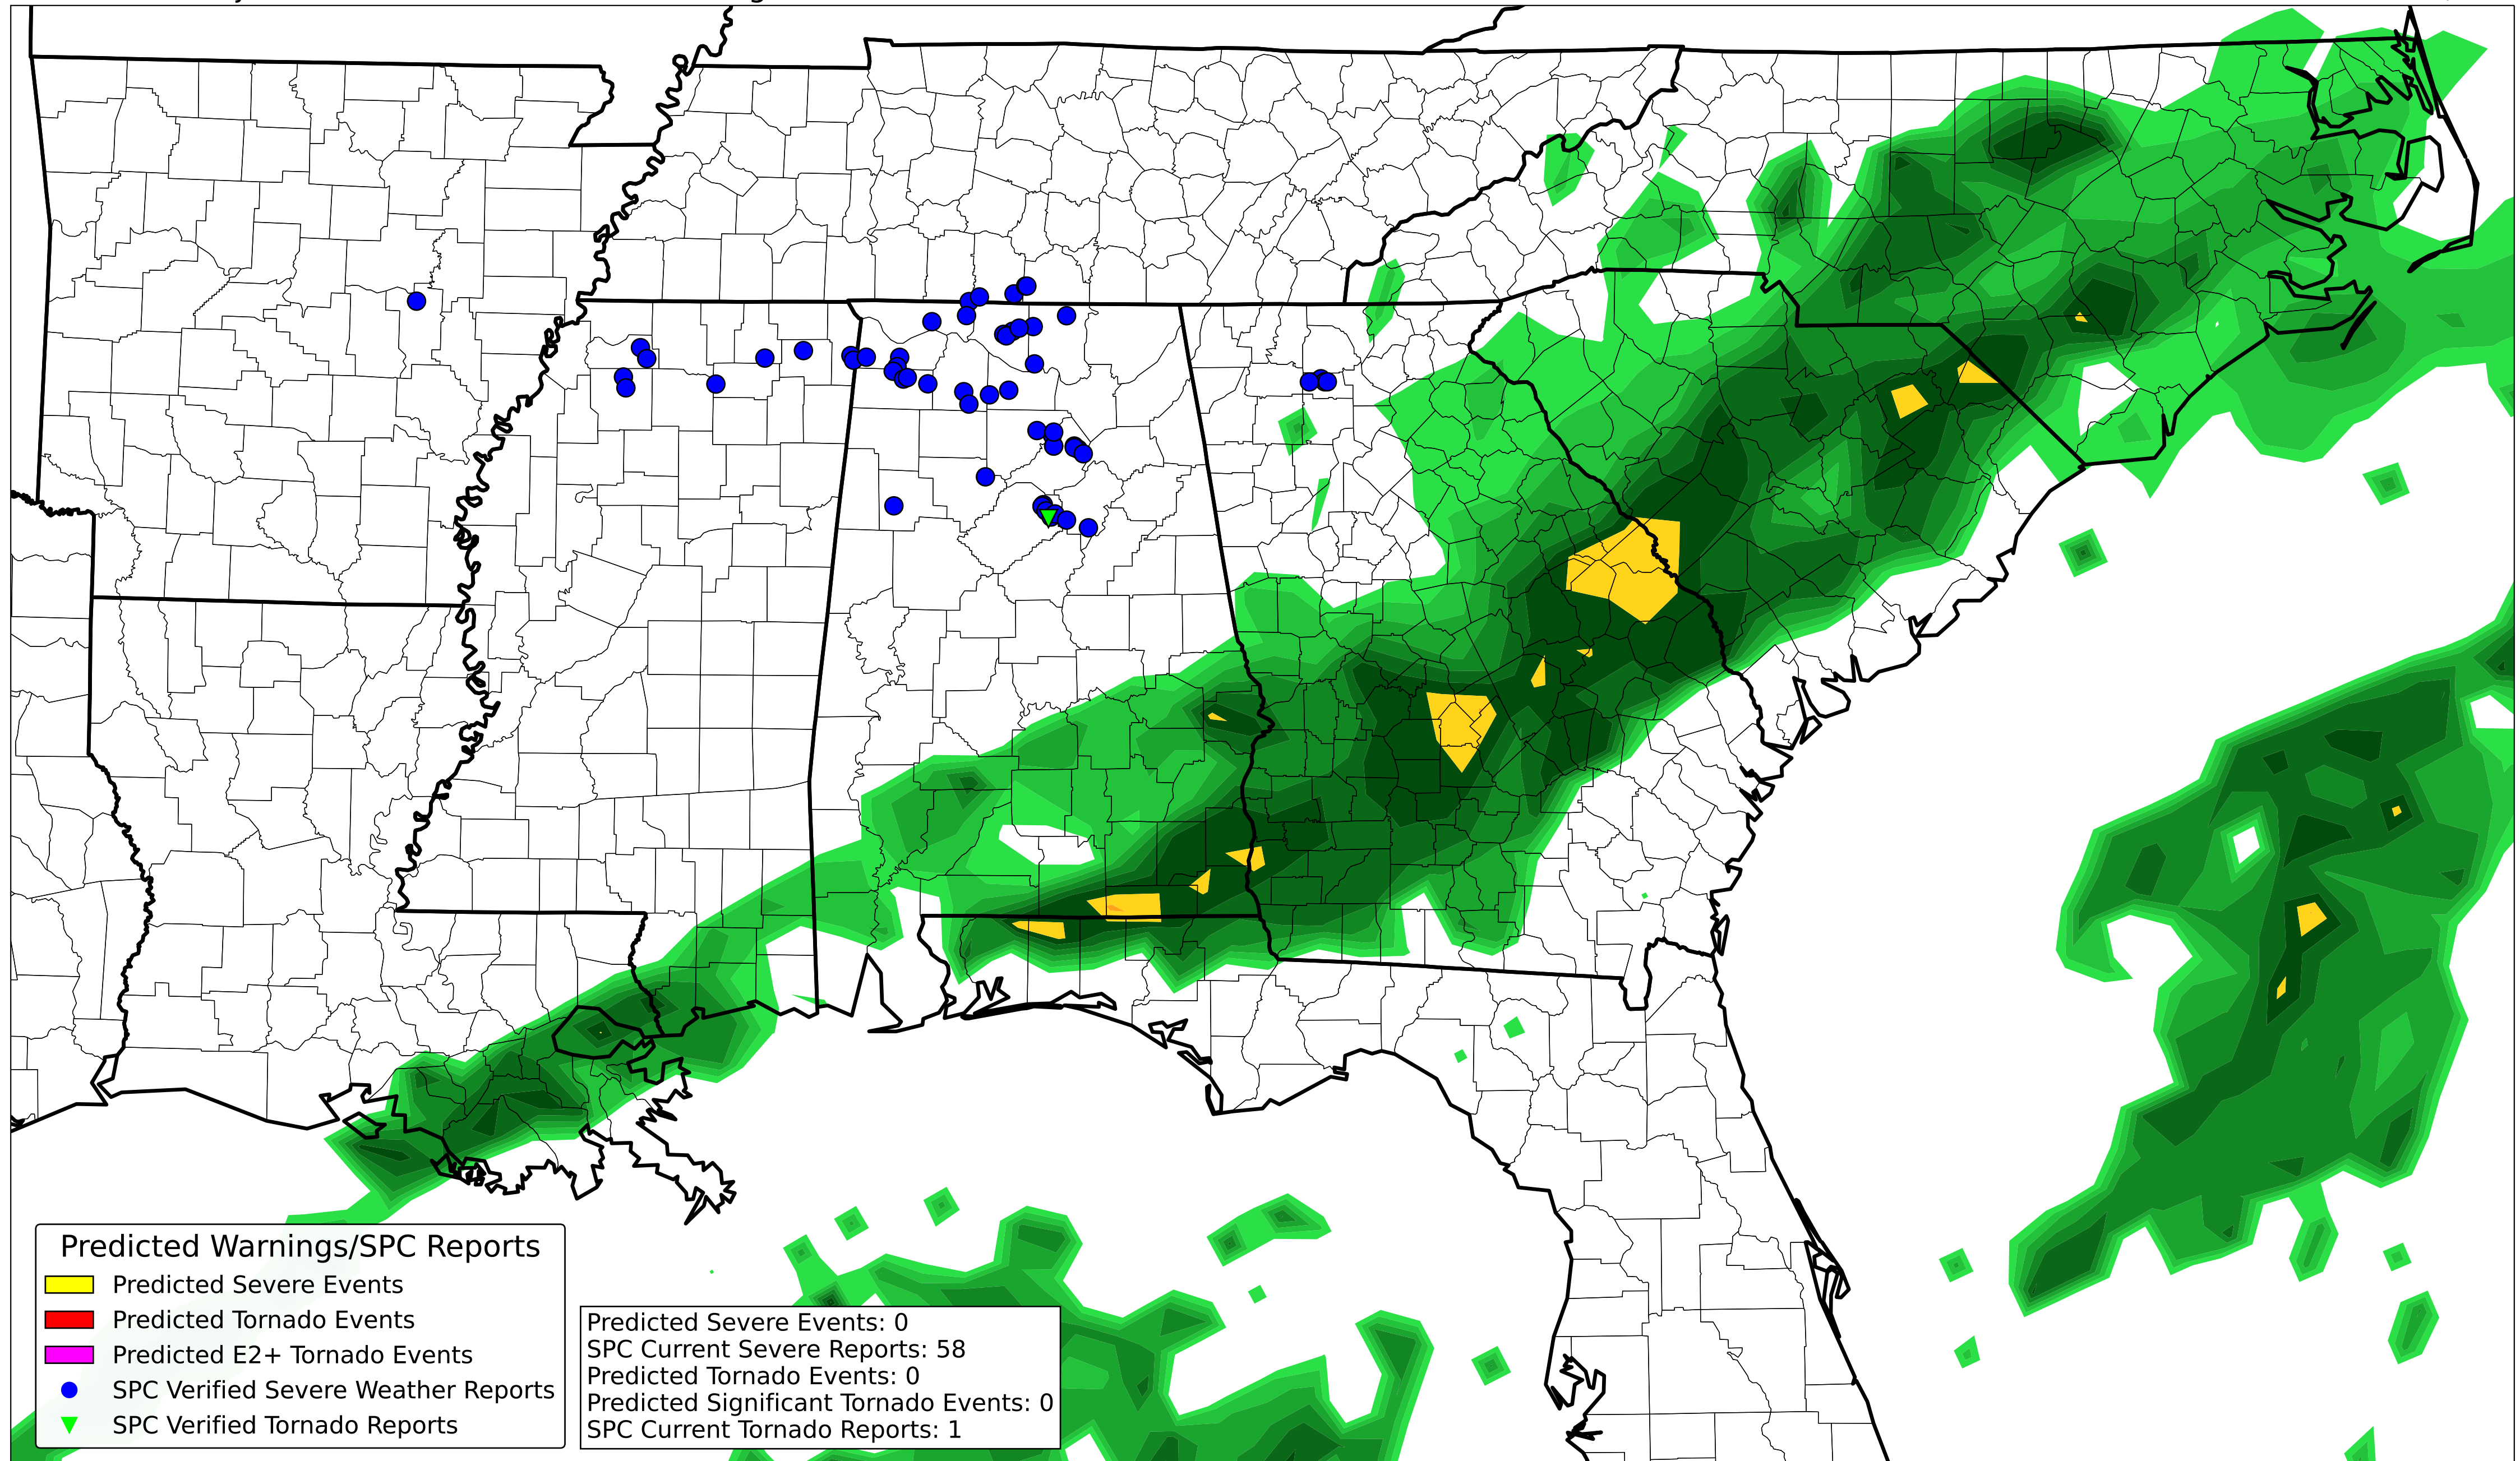 Predicted Warnings/SPC Reports
Predicted Severe Events
Predicted Tornado Events
Predicted E2+ Tornado Events
SPC Verified Severe Weather Reports
SPC Verified Tornado Reports
Predicted Severe Events: 0
SPC Current Severe Reports: 58
Predicted Tornado Events: 0
Predicted Significant Tornado Events: 0
SPC Current Tornado Reports: 1